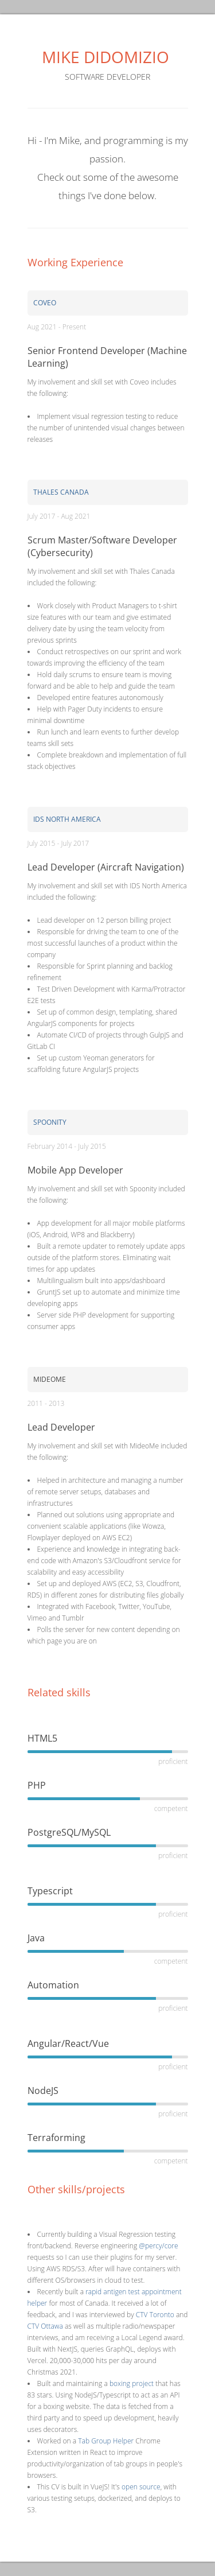 MIKE DIDOMIZIO
SOFTWARE DEVELOPER
Hi - I'm Mike, and programming is my
passion.
Check out some of the awesome
things I've done below.
Working Experience
COVEO
Aug 2021 - Present
Senior Frontend Developer (Machine
Learning)
My involvement and skill set with Coveo includes
the following:
• Implement visual regression testing to reduce
the number of unintended visual changes between
releases
THALES CANADA
July 2017 - Aug 2021
Scrum Master/Software Developer
(Cybersecurity)
My involvement and skill set with Thales Canada
included the following:
• Work closely with Product Managers to t-shirt
size features with our team and give estimated
delivery date by using the team velocity from
previous sprints
• Conduct retrospectives on our sprint and work
towards improving the efficiency of the team
• Hold daily scrums to ensure team is moving
forward and be able to help and guide the team
• Developed entire features autonomously
• Help with Pager Duty incidents to ensure
minimal downtime
• Run lunch and learn events to further develop
teams skill sets
• Complete breakdown and implementation of full
stack objectives
IDS NORTH AMERICA
July 2015 - July 2017
Lead Developer (Aircraft Navigation)
My involvement and skill set with IDS North America
included the following:
• Lead developer on 12 person billing project
• Responsible for driving the team to one of the
most successful launches of a product within the
company
• Responsible for Sprint planning and backlog
refinement
• Test Driven Development with Karma/Protractor
E2E tests
• Set up of common design, templating, shared
AngularJS components for projects
• Automate CI/CD of projects through GulpJS and
GitLab CI
• Set up custom Yeoman generators for
scaffolding future AngularJS projects
SPOONITY
February 2014 - July 2015
Mobile App Developer
My involvement and skill set with Spoonity included
the following:
• App development for all major mobile platforms
(iOS, Android, WP8 and Blackberry)
• Built a remote updater to remotely update apps
outside of the platform stores. Eliminating wait
times for app updates
• Multilingualism built into apps/dashboard
• GruntJS set up to automate and minimize time
developing apps
• Server side PHP development for supporting
consumer apps
MIDEOME
2011 - 2013
Lead Developer
My involvement and skill set with MideoMe included
the following:
• Helped in architecture and managing a number
of remote server setups, databases and
infrastructures
• Planned out solutions using appropriate and
convenient scalable applications (like Wowza,
Flowplayer deployed on AWS EC2)
• Experience and knowledge in integrating back-
end code with Amazon's S3/Cloudfront service for
scalability and easy accessibility
• Set up and deployed AWS (EC2, S3, Cloudfront,
RDS) in different zones for distributing files globally
• Integrated with Facebook, Twitter, YouTube,
Vimeo and Tumblr
• Polls the server for new content depending on
which page you are on
Related skills
HTML5
proficient
PHP
competent
PostgreSQL/MySQL
proficient
Typescript
proficient
Java
competent
Automation
proficient
Angular/React/Vue
proficient
NodeJS
proficient
Terraforming
competent
Other skills/projects
• Currently building a Visual Regression testing
front/backend. Reverse engineering @percy/core
requests so I can use their plugins for my server.
Using AWS RDS/S3. After will have containers with
different OS/browsers in cloud to test.
• Recently built a rapid antigen test appointment
helper for most of Canada. It received a lot of
feedback, and I was interviewed by CTV Toronto and
CTV Ottawa as well as multiple radio/newspaper
interviews, and am receiving a Local Legend award.
Built with NextJS, queries GraphQL, deploys with
Vercel. 20,000-30,000 hits per day around
Christmas 2021.
• Built and maintaining a boxing project that has
83 stars. Using NodeJS/Typescript to act as an API
for a boxing website. The data is fetched from a
third party and to speed up development, heavily
uses decorators.
• Worked on a Tab Group Helper Chrome
Extension written in React to improve
productivity/organization of tab groups in people's
browsers.
• This CV is built in VueJS! It's open source, with
various testing setups, dockerized, and deploys to
S3.